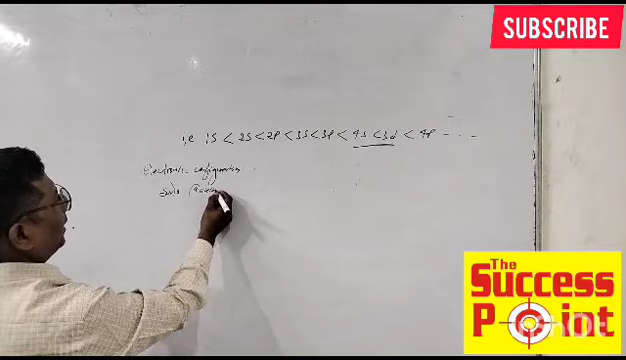 SUBSCRIBE
i.e 1S < 2S < 2P < 3S < 3P < 4S < 3d < 4P - - - -
Electronic configuration
The
Success
Point